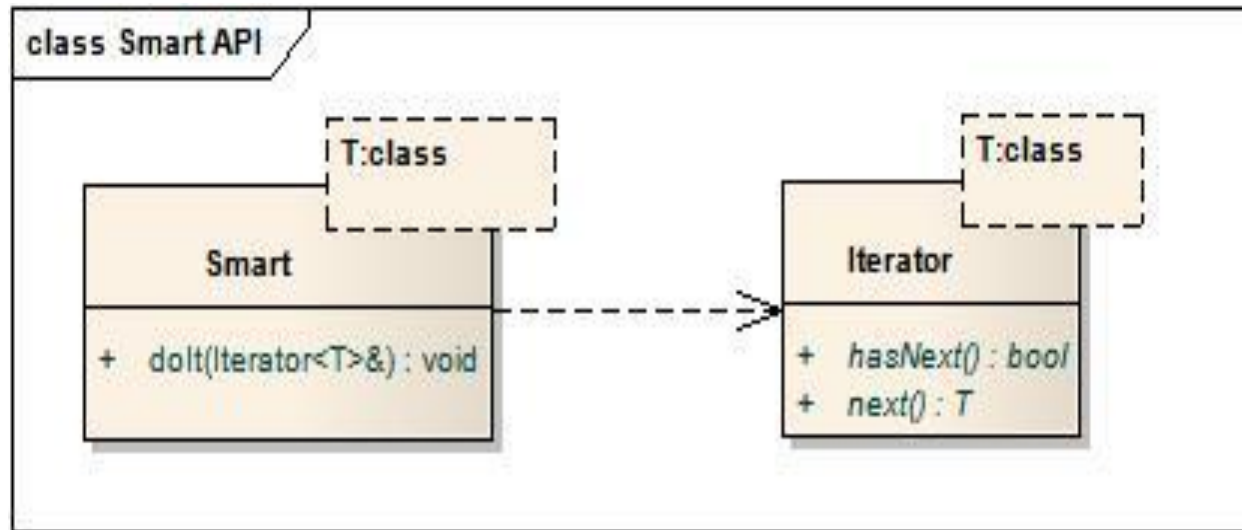 class Smart API
T:class
Smart
+ doIt(Iterator<T>&) : void
T:class
Iterator
+ hasNext() : bool
+ next() : T